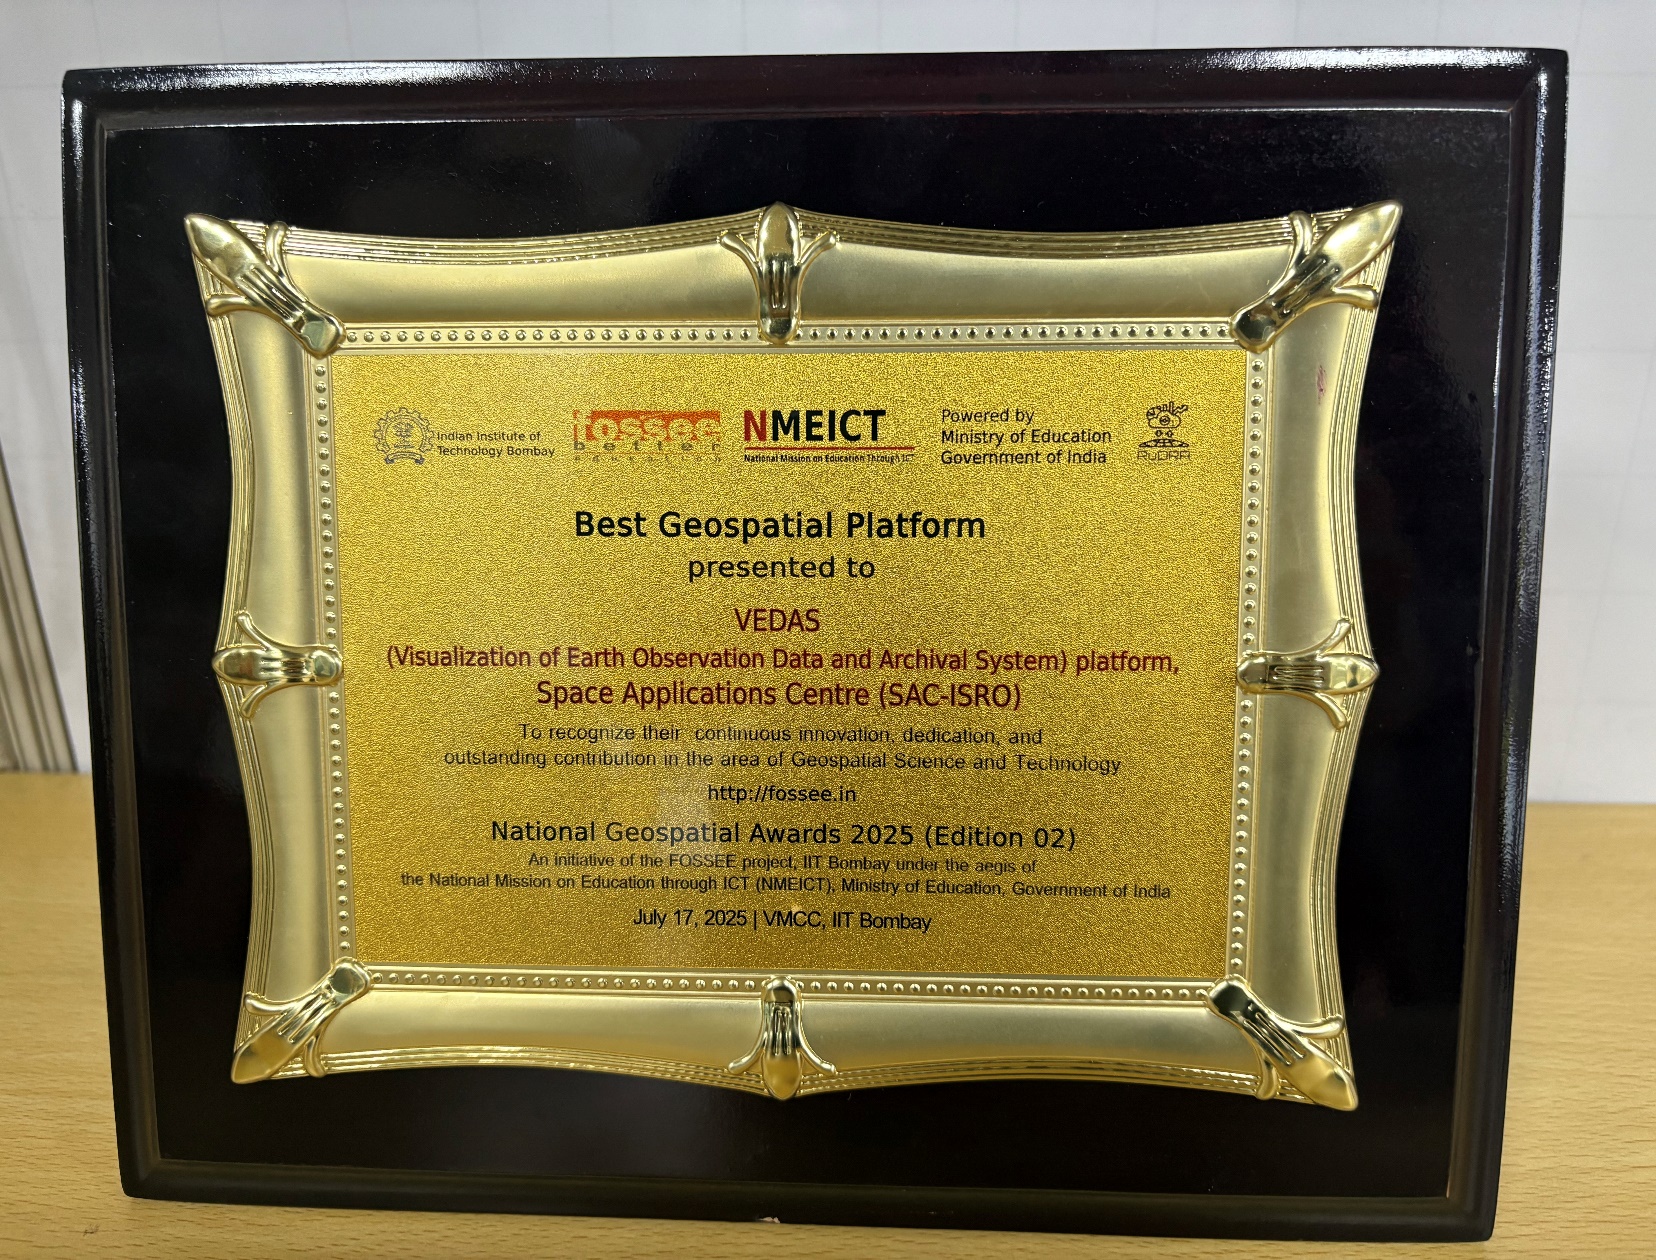 Indian Institute of
Technology Bombay
fossee
better
education
NMEICT
National Mission on Education Through ICT
Powered by
Ministry of Education
Government of India
RUDRA
Best Geospatial Platform
presented to
VEDAS
(Visualization of Earth Observation Data and Archival System) platform,
Space Applications Centre (SAC-ISRO)
To recognize their continuous innovation, dedication, and
outstanding contribution in the area of Geospatial Science and Technology
http://fossee.in
National Geospatial Awards 2025 (Edition 02)
An initiative of the FOSSEE project, IIT Bombay under the aegis of
the National Mission on Education through ICT (NMEICT), Ministry of Education, Government of India
July 17, 2025 | VMCC, IIT Bombay